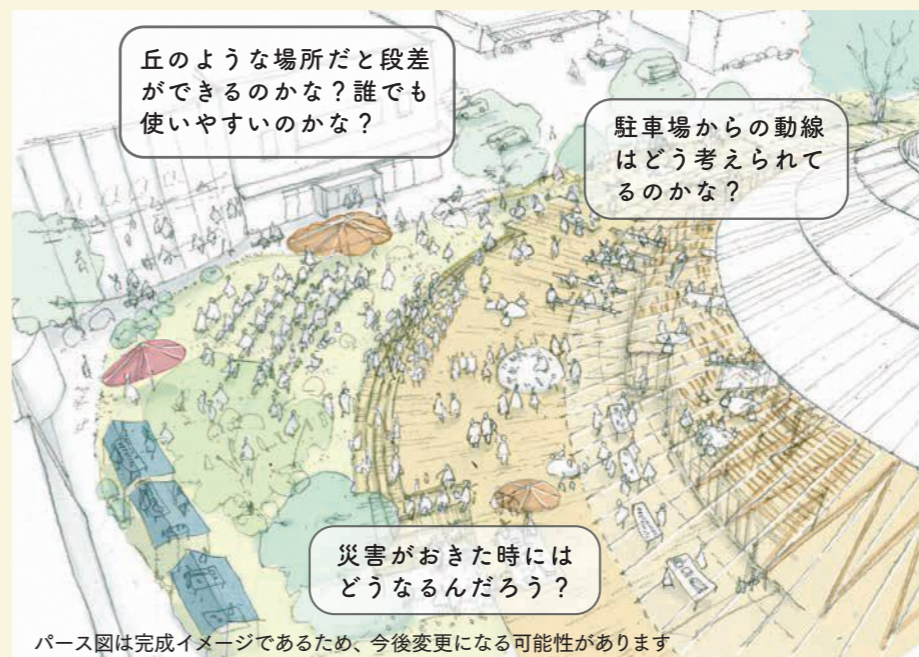 丘のような場所だと段差
ができるのかな？誰でも
使いやすいのかな？
駐車場からの動線
はどう考えられて
るのかな？
災害がおきた時には
どうなるんだろう？
パース図は完成イメージであるため、今後変更になる可能性があります